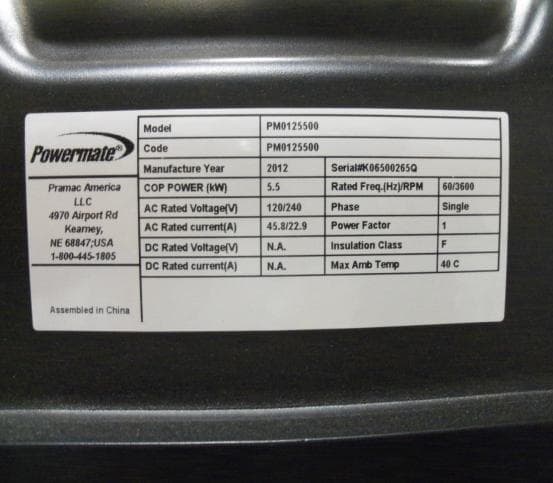 Powermate®
Pramac America
LLC
4970 Airport Rd
Kearney,
NE 68847;USA
1-800-445-1805
Assembled in China
Model PM0125500
Code PM0125500
Manufacture Year 2012 Serial#K06500265Q
COP POWER (kW) 5.5 Rated Freq.(Hz)/RPM 60/3600
AC Rated Voltage(V) 120/240 Phase Single
AC Rated current(A) 45.8/22.9 Power Factor 1
DC Rated Voltage(V) N.A. Insulation Class F
DC Rated current(A) N.A. Max Amb Temp 40 C